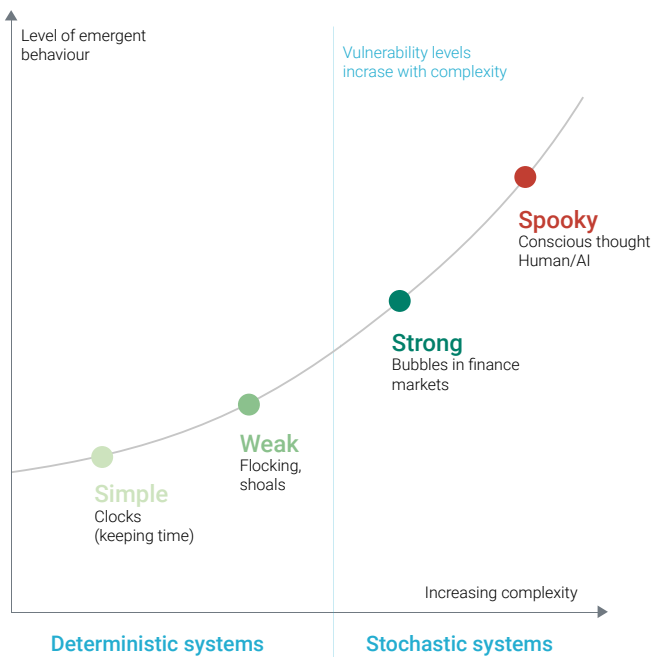 Level of emergent
behaviour
Vulnerability levels
incrase with complexity
Spooky
Conscious thought
Human/AI
Strong
Bubbles in finance
markets
Weak
Flocking,
shoals
Simple
Clocks
(keeping time)
Increasing complexity
Deterministic systems
Stochastic systems